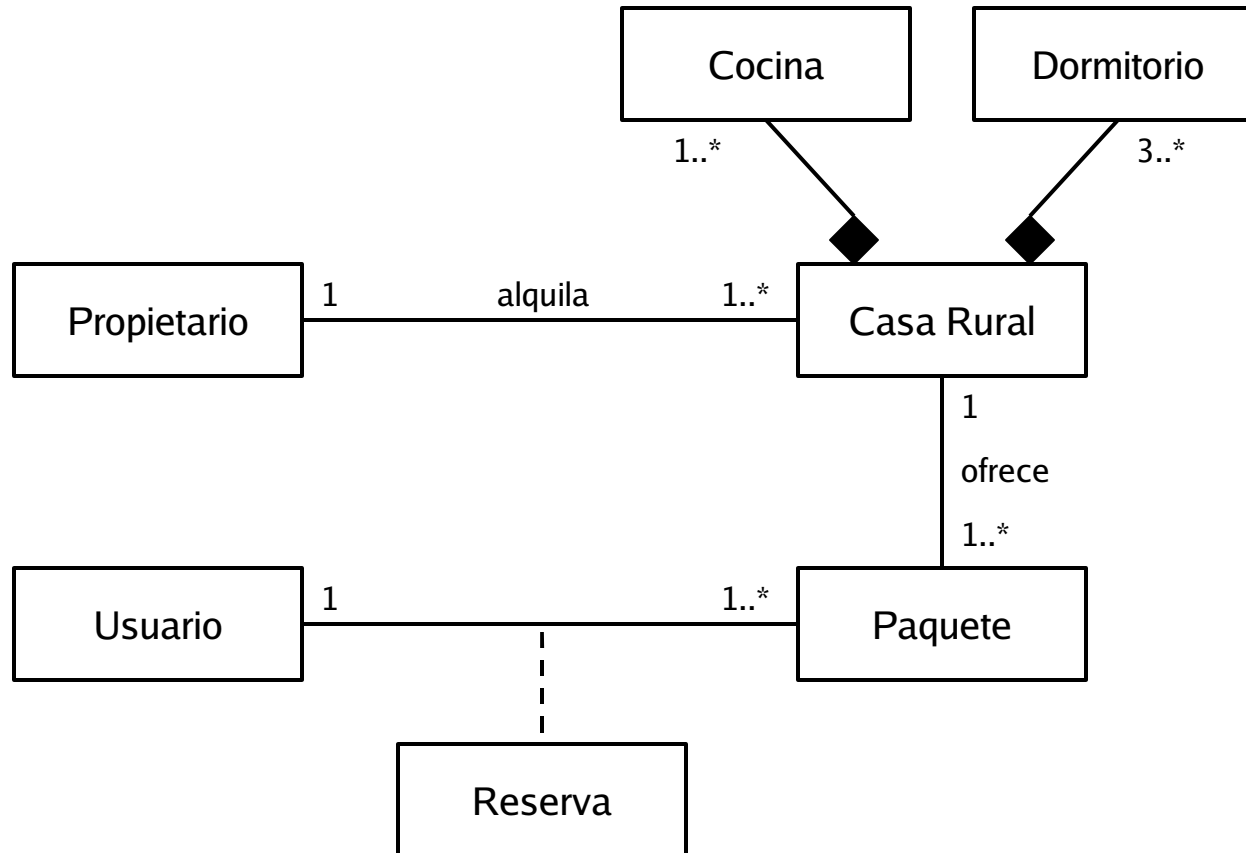 Cocina
Dormitorio
1..*
3..*
Propietario
1
alquila
1..*
Casa Rural
1
ofrece
1..*
Usuario
1
1..*
Paquete
Reserva